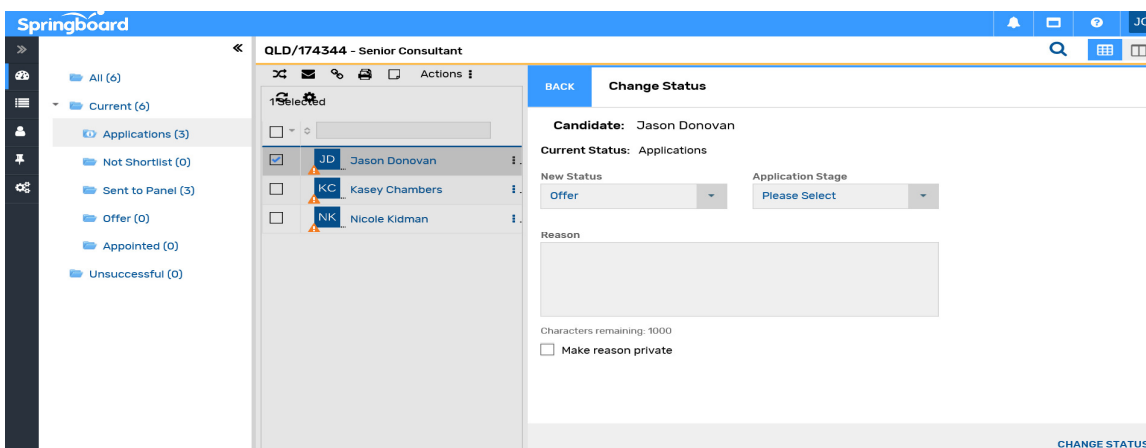 Springboard
JC
QLD/174344 - Senior Consultant
All (6)
Current (6)
Applications (3)
Not Shortlist (0)
Sent to Panel (3)
Offer (0)
Appointed (0)
Unsuccessful (0)
Actions
1 Selected
JD Jason Donovan
KC Kasey Chambers
NK Nicole Kidman
BACK Change Status
Candidate: Jason Donovan
Current Status: Applications
New Status Application Stage
Offer Please Select
Reason
Characters remaining: 1000
Make reason private
CHANGE STATUS